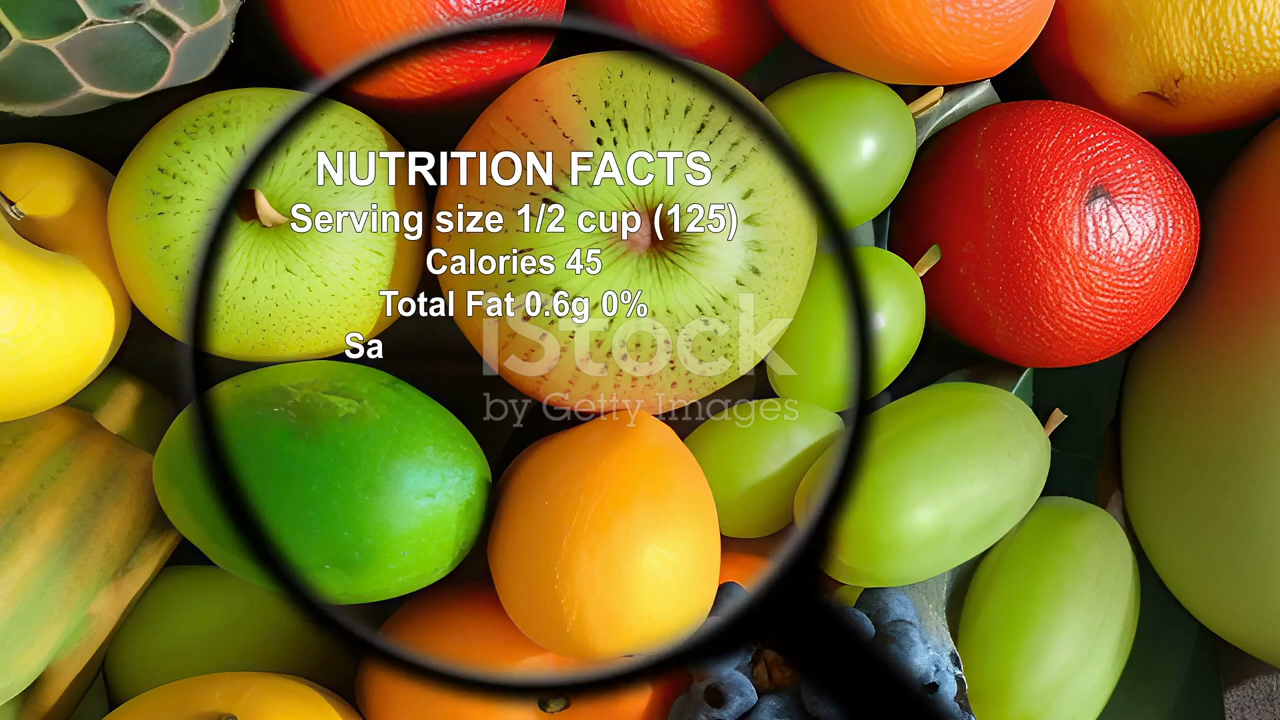 NUTRITION FACTS
Serving size 1/2 cup (125)
Calories 45
Total Fat 0.6g 0%
Sa
iStock
by Getty Images